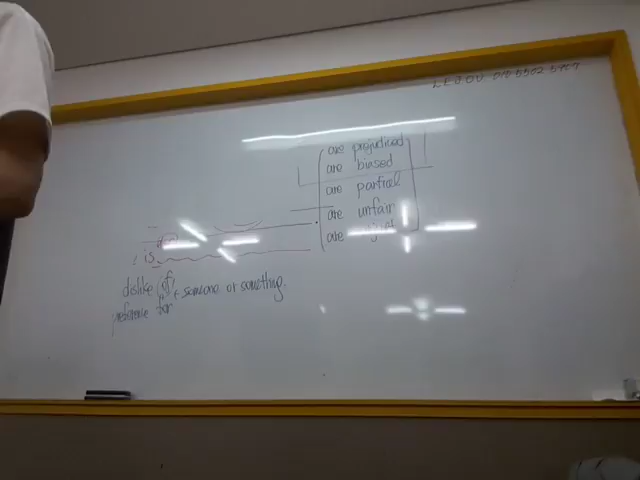 are prejudiced
are biased
are partial
are unfair
are
is
dislike of
someone or something.
preference for